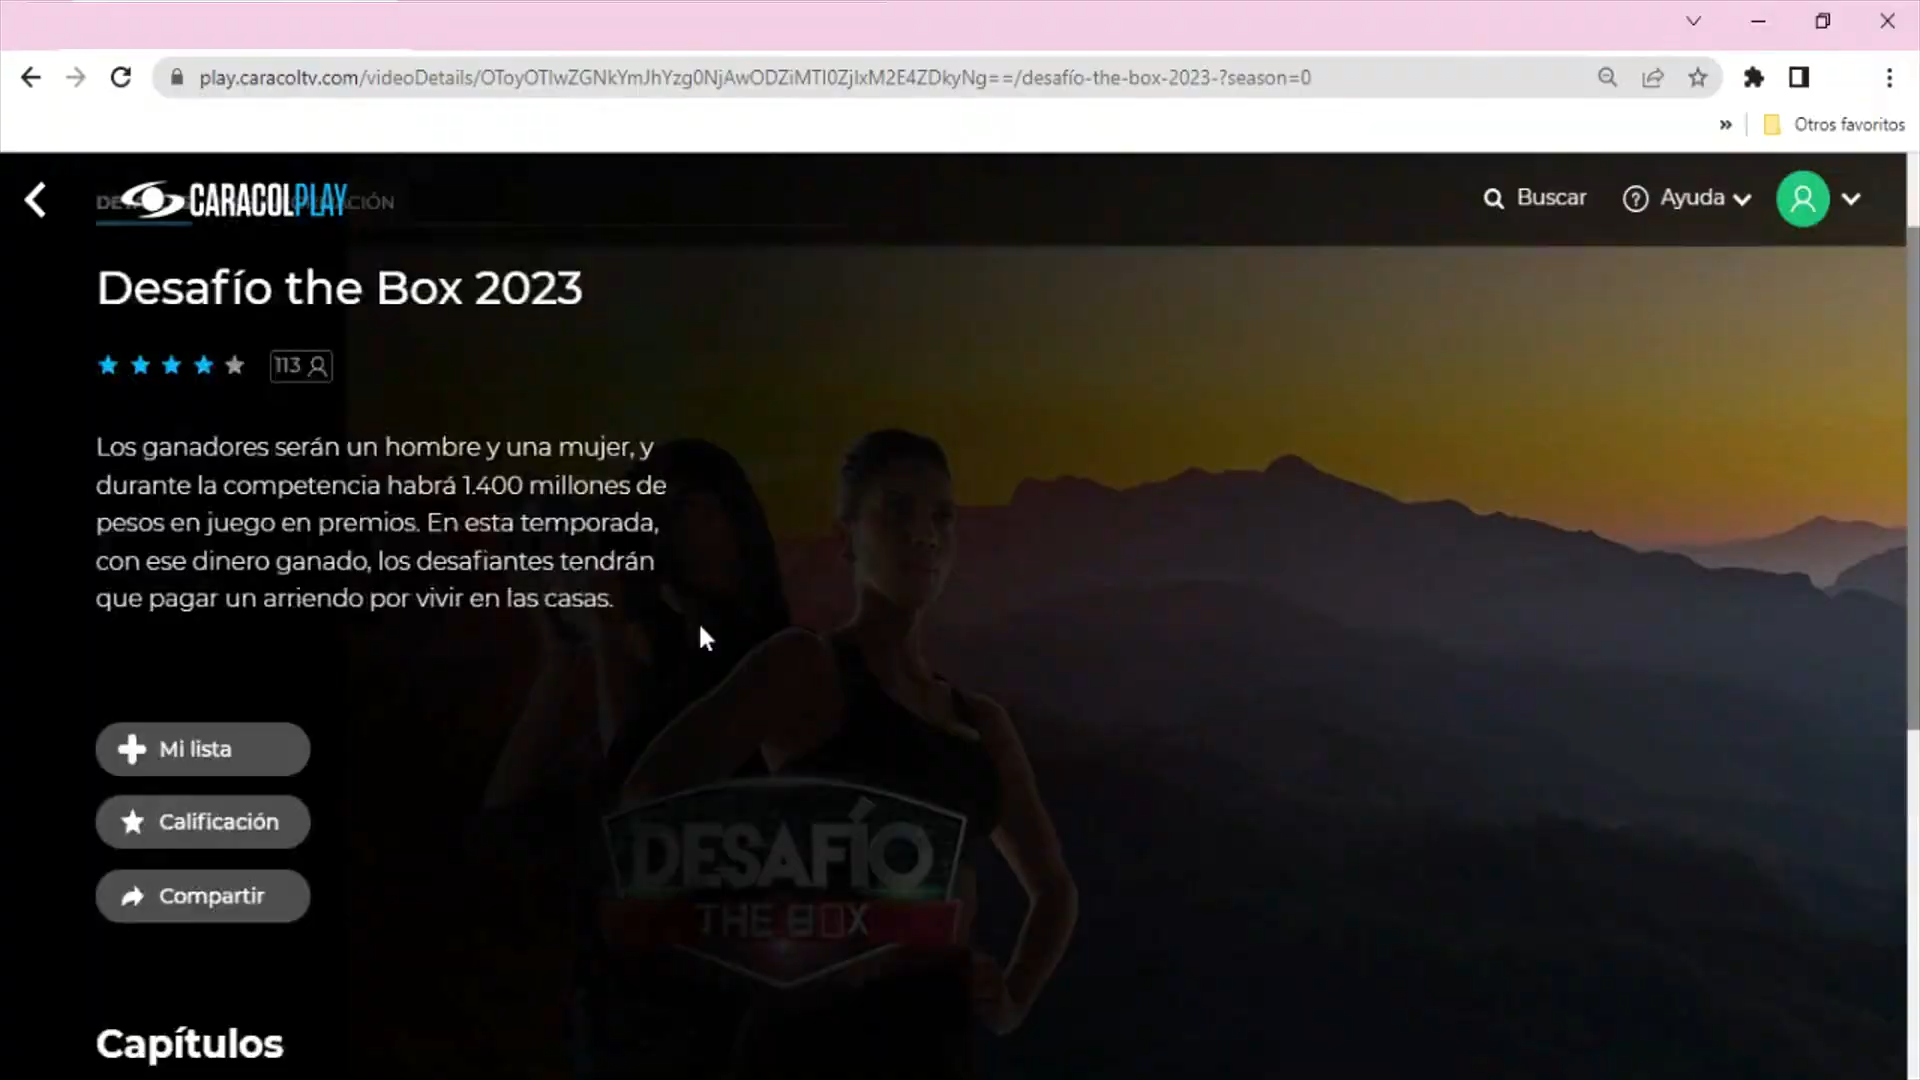 play.caracoltv.com/videoDetails/OToyOTIwZGNkYmJhYzg0NjAwODZiMTI0ZjIxM2E4ZDkyNg==/desafío-the-box-2023-?season=0
» Otros favoritos
CARACOLPLAY
Buscar
? Ayuda
Desafío the Box 2023
113
Los ganadores serán un hombre y una mujer, y
durante la competencia habrá 1.400 millones de
pesos en juego en premios. En esta temporada,
con ese dinero ganado, los desafiantes tendrán
que pagar un arriendo por vivir en las casas.
Mi lista
Calificación
Compartir
DESAFÍO
THE BOX
Capítulos